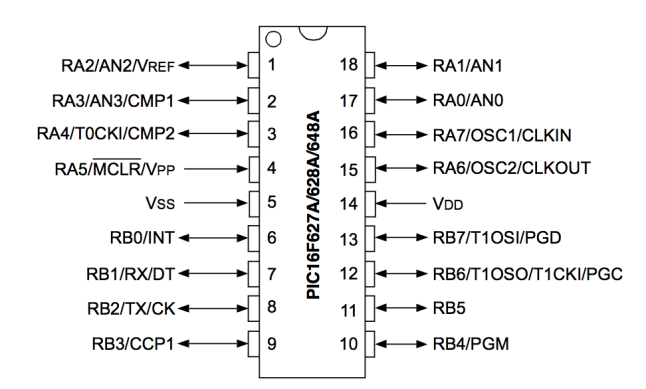 RA2/AN2/VREF 1 18 RA1/AN1
RA3/AN3/CMP1 2 17 RA0/AN0
RA4/T0CKI/CMP2 3 16 RA7/OSC1/CLKIN
RA5/MCLR/VPP 4 15 RA6/OSC2/CLKOUT
VSS 5 14 VDD
RB0/INT 6 13 RB7/T1OSI/PGD
RB1/RX/DT 7 12 RB6/T1OSO/T1CKI/PGC
RB2/TX/CK 8 11 RB5
RB3/CCP1 9 10 RB4/PGM
PIC16F627A/628A/648A